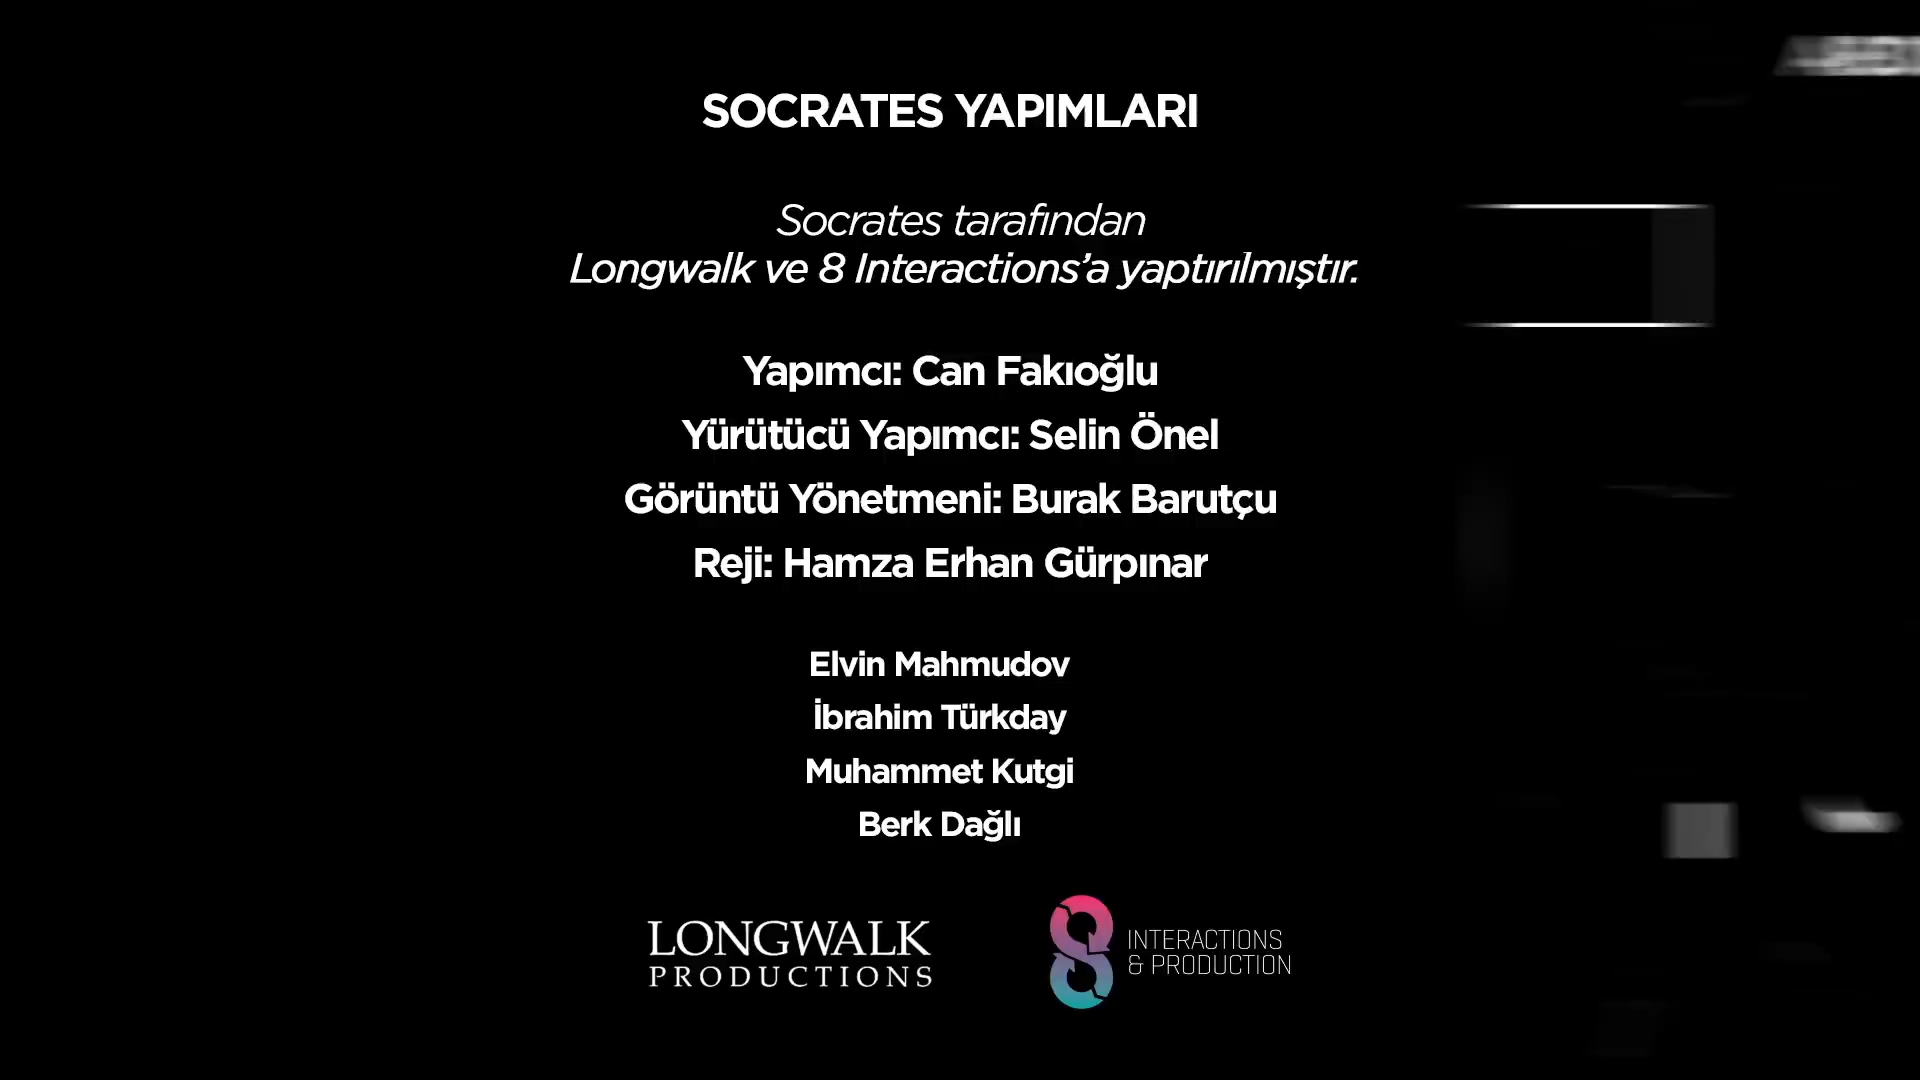 SOCRATES YAPIMLARI
Socrates tarafından
Longwalk ve 8 Interactions’a yaptırılmıştır.
Yapımcı: Can Fakıoğlu
Yürütücü Yapımcı: Selin Önel
Görüntü Yönetmeni: Burak Barutçu
Reji: Hamza Erhan Gürpınar
Elvin Mahmudov
İbrahim Türkday
Muhammet Kutgi
Berk Dağlı
LONGWALK
PRODUCTIONS
8
INTERACTIONS
& PRODUCTION